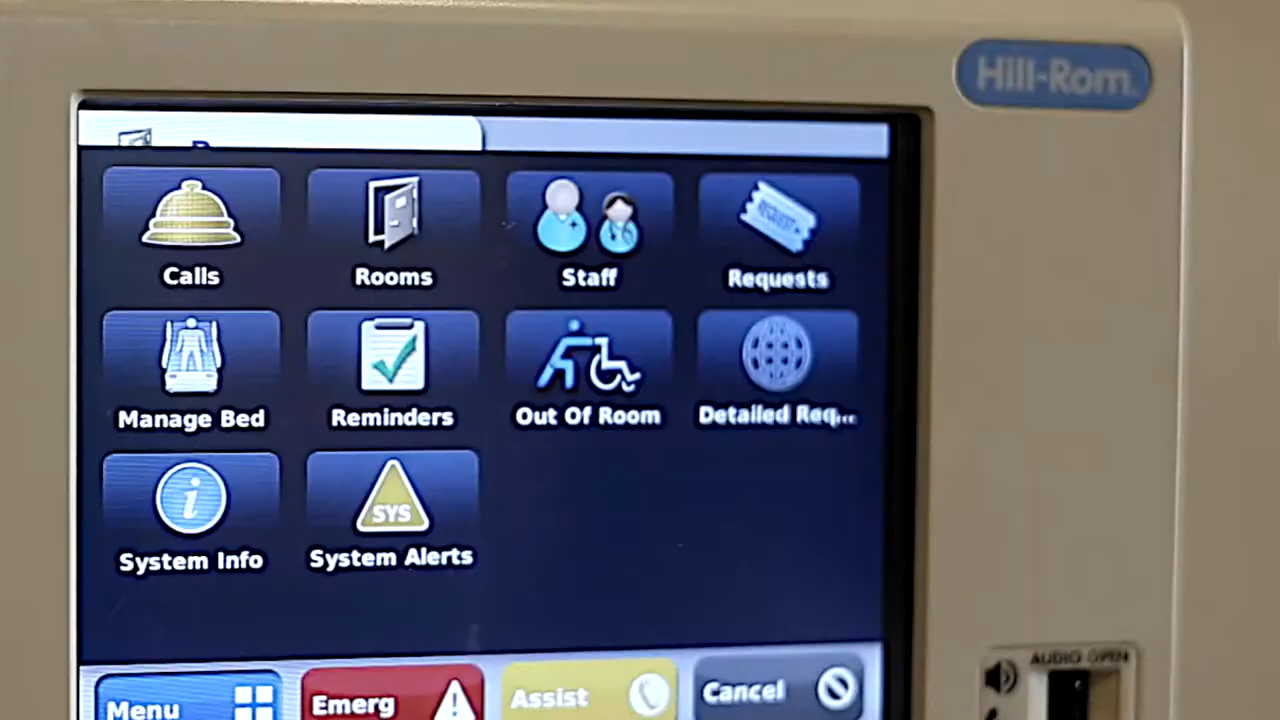 Hill-Rom
Calls
Rooms
Staff
REQUEST
Requests
Manage Bed
Reminders
Out Of Room
Detailed Req...
i
SYS
System Info
System Alerts
AUDIO OPEN
Menu
Emerg
Assist
Cancel